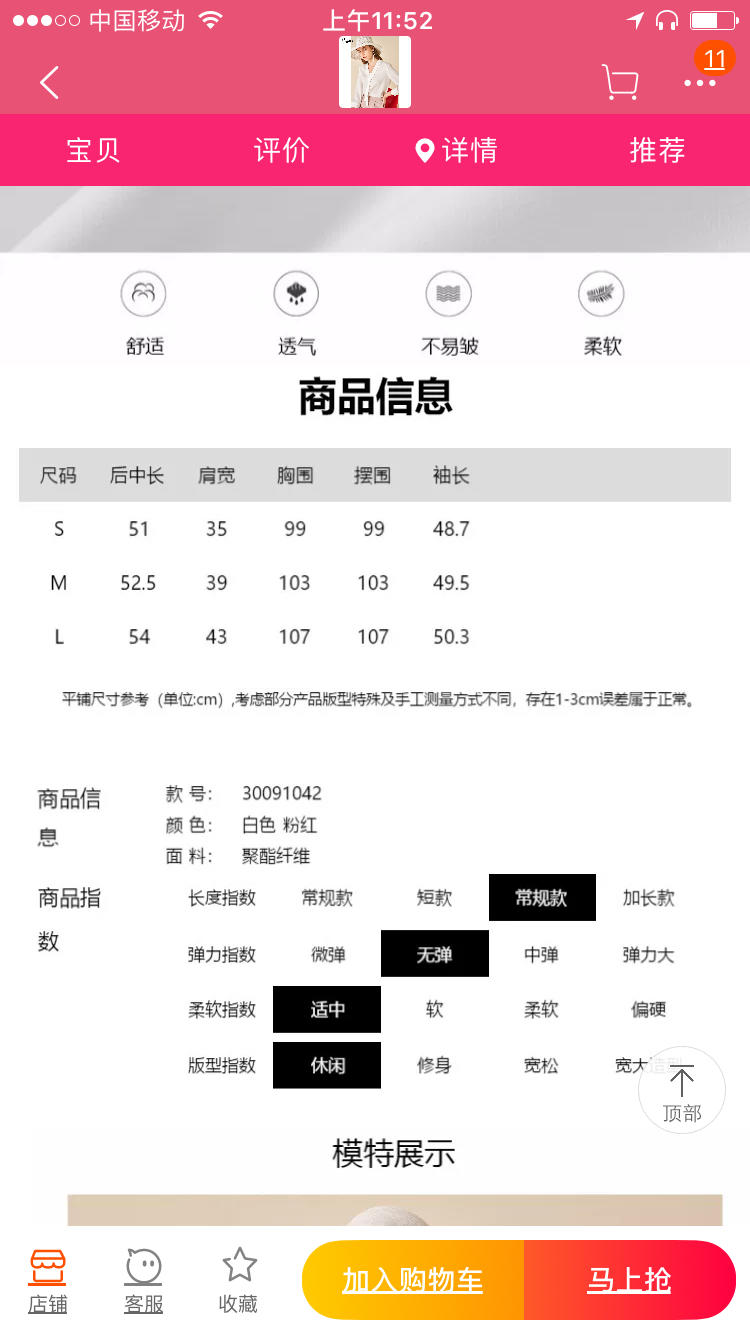 中国移动 上午11:52
11
宝贝 评价 详情 推荐
舒适 透气 不易皱 柔软
商品信息
尺码 后中长 肩宽 胸围 摆围 袖长
S 51 35 99 99 48.7
M 52.5 39 103 103 49.5
L 54 43 107 107 50.3
平铺尺寸参考（单位:cm）,考虑部分产品版型特殊及手工测量方式不同，存在1-3cm误差属于正常。
商品信息
款 号： 30091042
颜 色： 白色 粉红
面 料： 聚酯纤维
商品指数
长度指数 常规款 短款 常规款 加长款
弹力指数 微弹 无弹 中弹 弹力大
柔软指数 适中 软 柔软 偏硬
版型指数 休闲 修身 宽松 宽大造型
顶部
模特展示
店铺 客服 收藏 加入购物车 马上抢